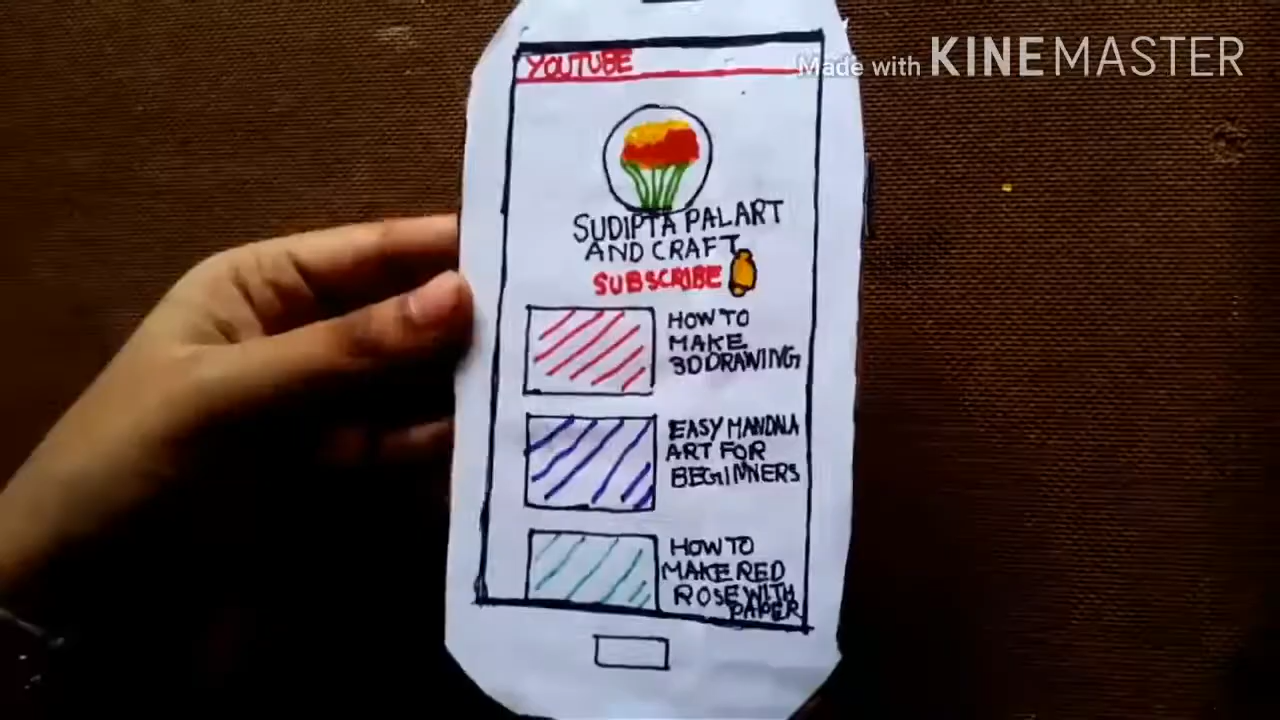 Made with KINEMASTER
YOUTUBE
SUDIPTA PAL ART
AND CRAFT
SUBSCRIBE
HOW TO
MAKE
3D DRAWING
EASY MANDNLA
ART FOR
BEGINNERS
HOW TO
MAKE RED
ROSE WITH
PAPER